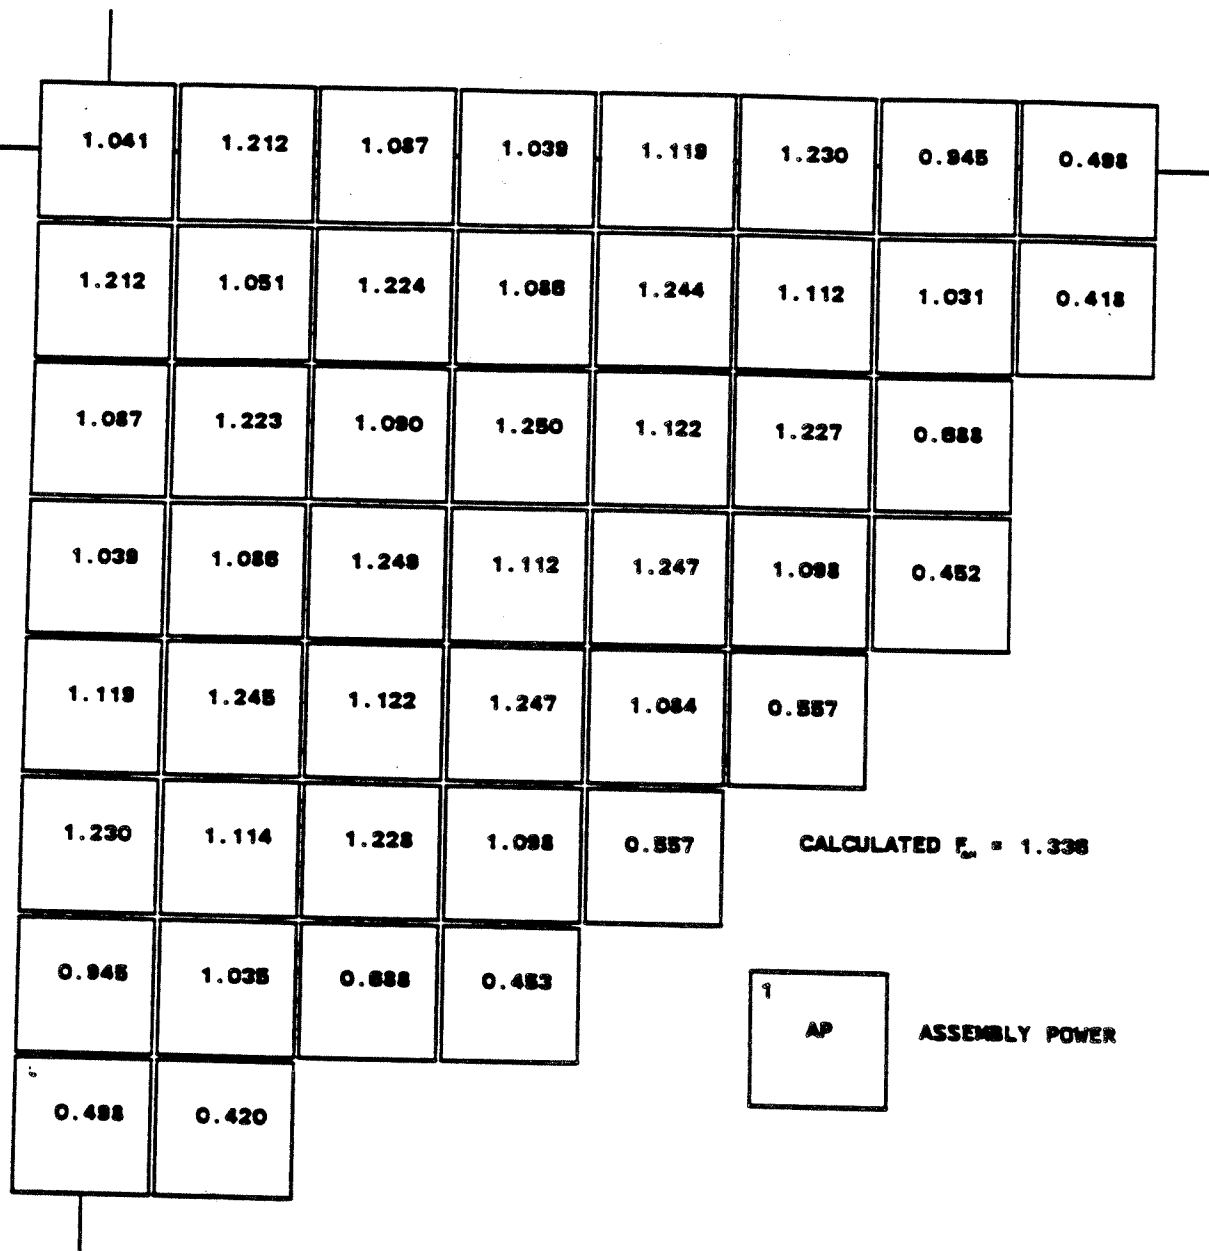 1.041 1.212 1.087 1.039 1.119 1.230 0.945 0.498
1.212 1.051 1.224 1.086 1.244 1.112 1.031 0.418
1.087 1.223 1.090 1.250 1.122 1.227 0.688
1.039 1.086 1.249 1.112 1.247 1.098 0.452
1.119 1.245 1.122 1.247 1.084 0.557
1.230 1.114 1.228 1.098 0.557
CALCULATED F = 1.336
0.945 1.035 0.688 0.453
AP ASSEMBLY POWER
0.498 0.420